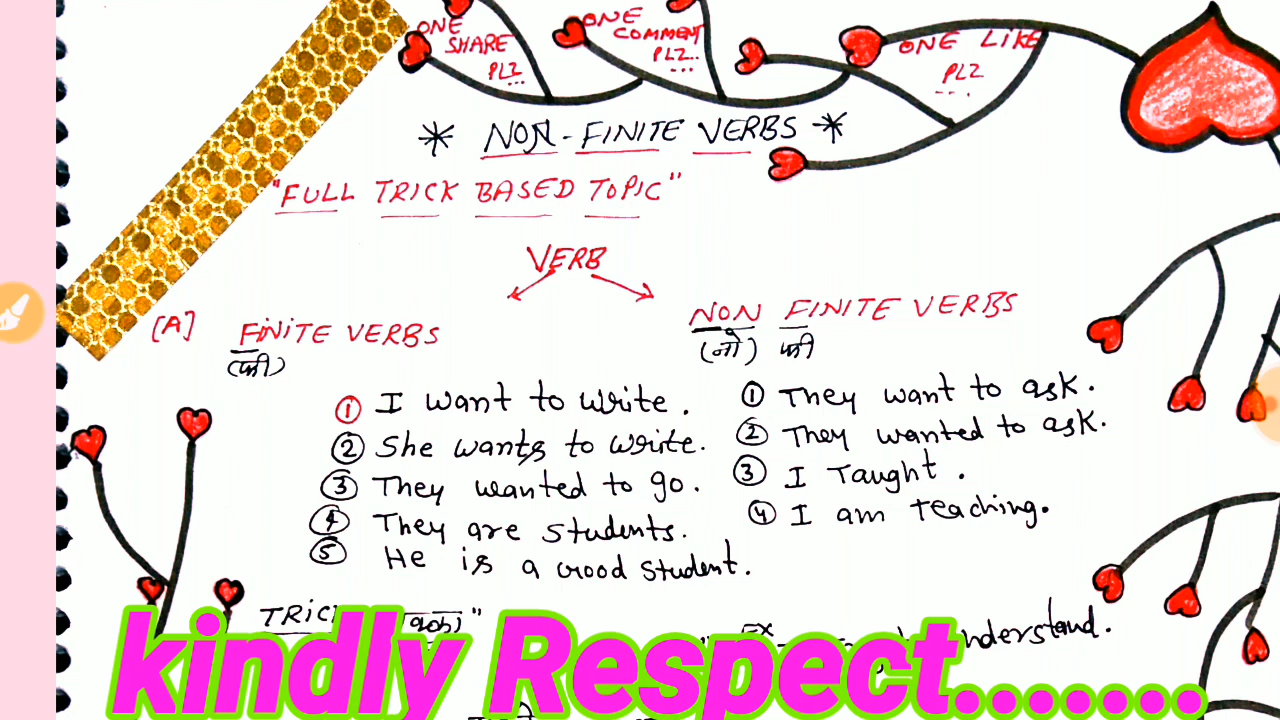 ONE SHARE PLZ...
ONE COMMENT PLZ...
ONE LIKE PLZ...
* NON-FINITE VERBS *
"FULL TRICK BASED TOPIC"
VERB
[A] FINITE VERBS
(फी)
① I want to write.
② She wants to write.
③ They wanted to go.
④ They are students.
⑤ He is a Good student.
NON FINITE VERBS
(नो) फी
① They want to ask.
② They wanted to ask.
③ I Taught.
④ I am teaching.
understand.
kindly Respect.......